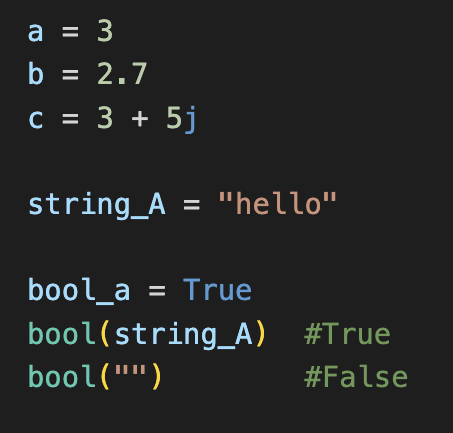 a = 3
b = 2.7
c = 3 + 5j
string_A = "hello"
bool_a = True
bool(string_A)  #True
bool("")        #False